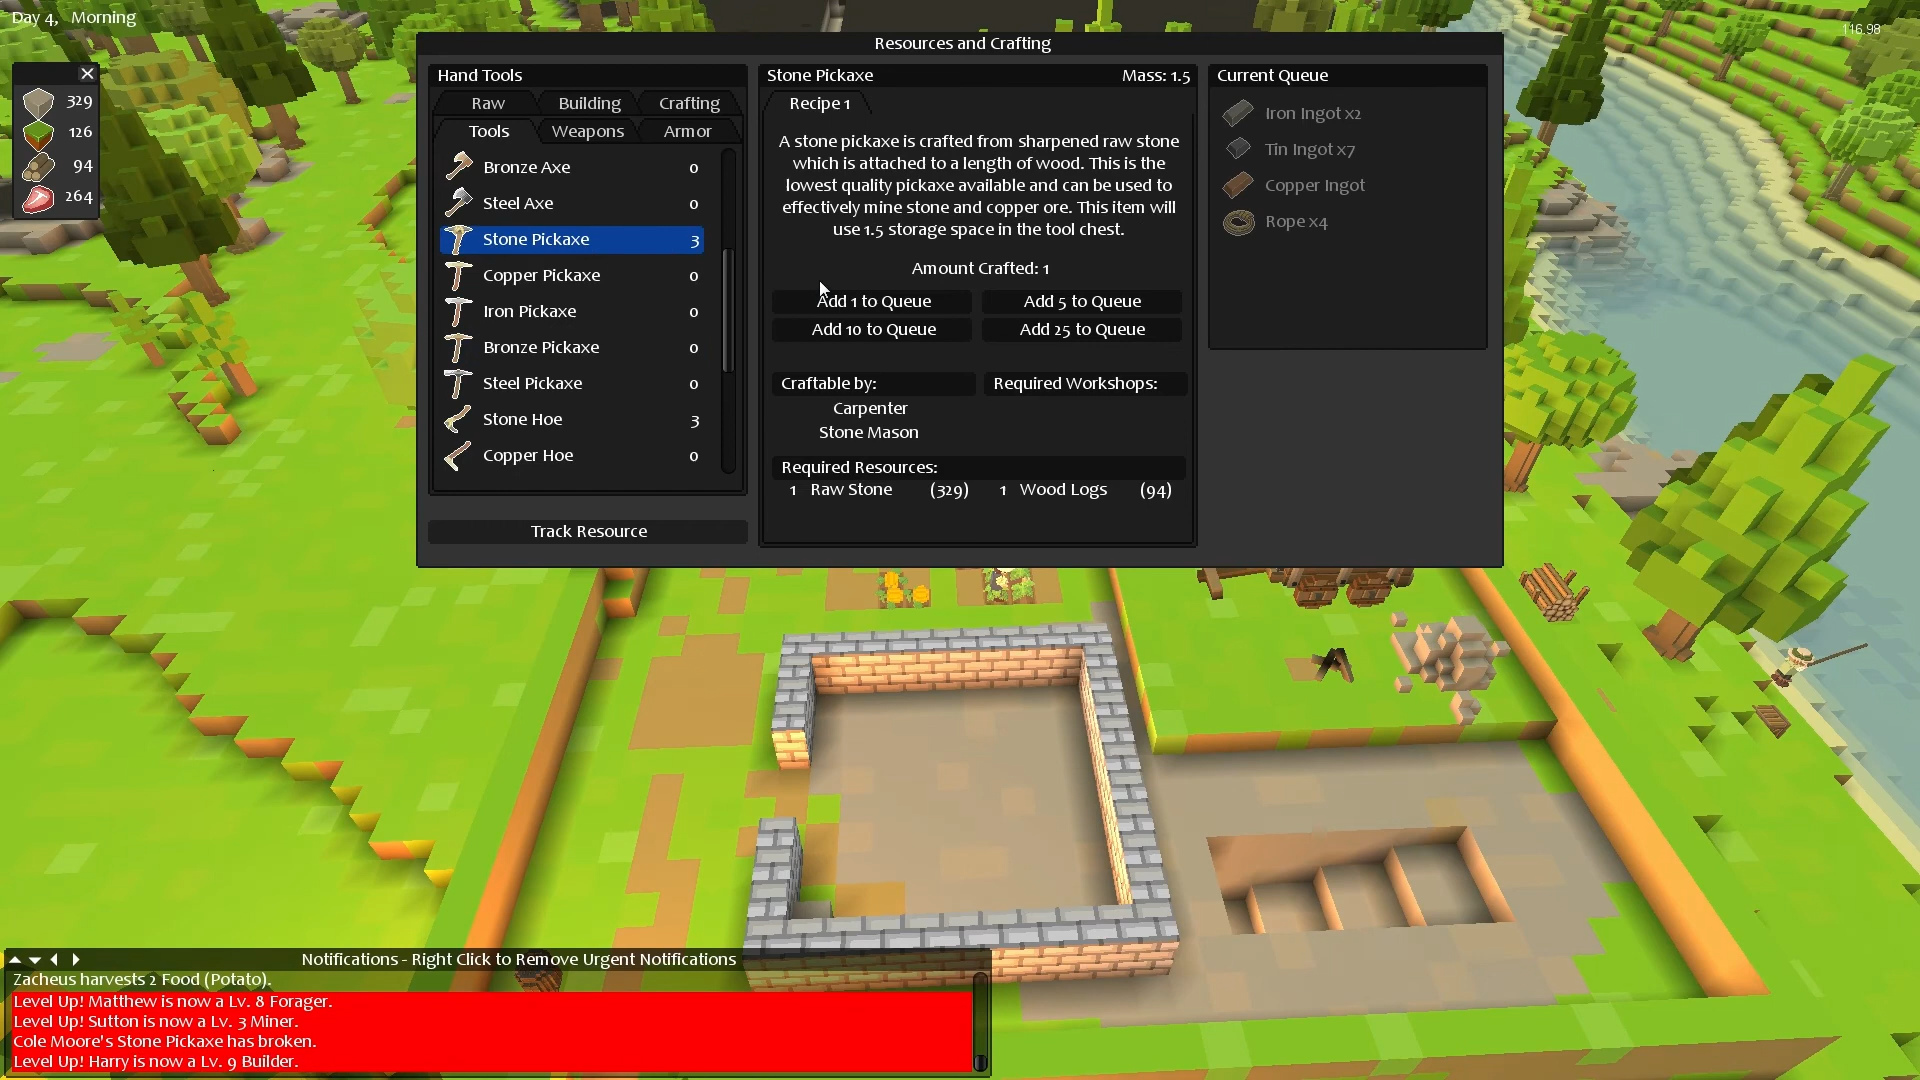 Day 4, Morning
116.98
329
126
94
264
Resources and Crafting
Hand Tools
Raw Building Crafting
Tools Weapons Armor
Bronze Axe 0
Steel Axe 0
Stone Pickaxe 3
Copper Pickaxe 0
Iron Pickaxe 0
Bronze Pickaxe 0
Steel Pickaxe 0
Stone Hoe 3
Copper Hoe 0
Track Resource
Stone Pickaxe Mass: 1.5
Recipe 1
A stone pickaxe is crafted from sharpened raw stone
which is attached to a length of wood. This is the
lowest quality pickaxe available and can be used to
effectively mine stone and copper ore. This item will
use 1.5 storage space in the tool chest.
Amount Crafted: 1
Add 1 to Queue Add 5 to Queue
Add 10 to Queue Add 25 to Queue
Craftable by: Required Workshops:
Carpenter
Stone Mason
Required Resources:
1 Raw Stone (329) 1 Wood Logs (94)
Current Queue
Iron Ingot x2
Tin Ingot x7
Copper Ingot
Rope x4
Notifications - Right Click to Remove Urgent Notifications
Zacheus harvests 2 Food (Potato).
Level Up! Matthew is now a Lv. 8 Forager.
Level Up! Sutton is now a Lv. 3 Miner.
Cole Moore's Stone Pickaxe has broken.
Level Up! Harry is now a Lv. 9 Builder.